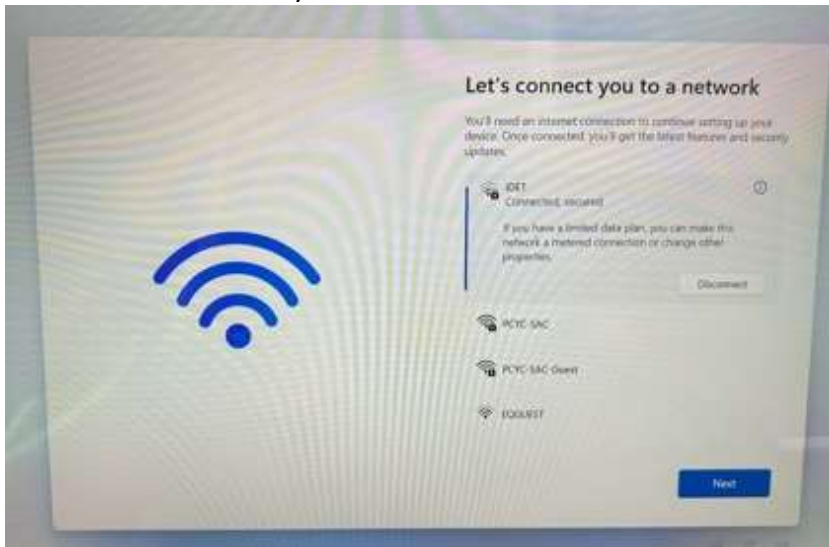 Let's connect you to a network
You'll need an internet connection to continue setting up your
device. Once connected, you'll get the latest features and security
updates.
iDET
Connected, secured
If you have a limited data plan, you can make this
network a metered connection or change other
properties.
Disconnect
PCYC-SAC
PCYC-SAC-Guest
EQGUEST
Next